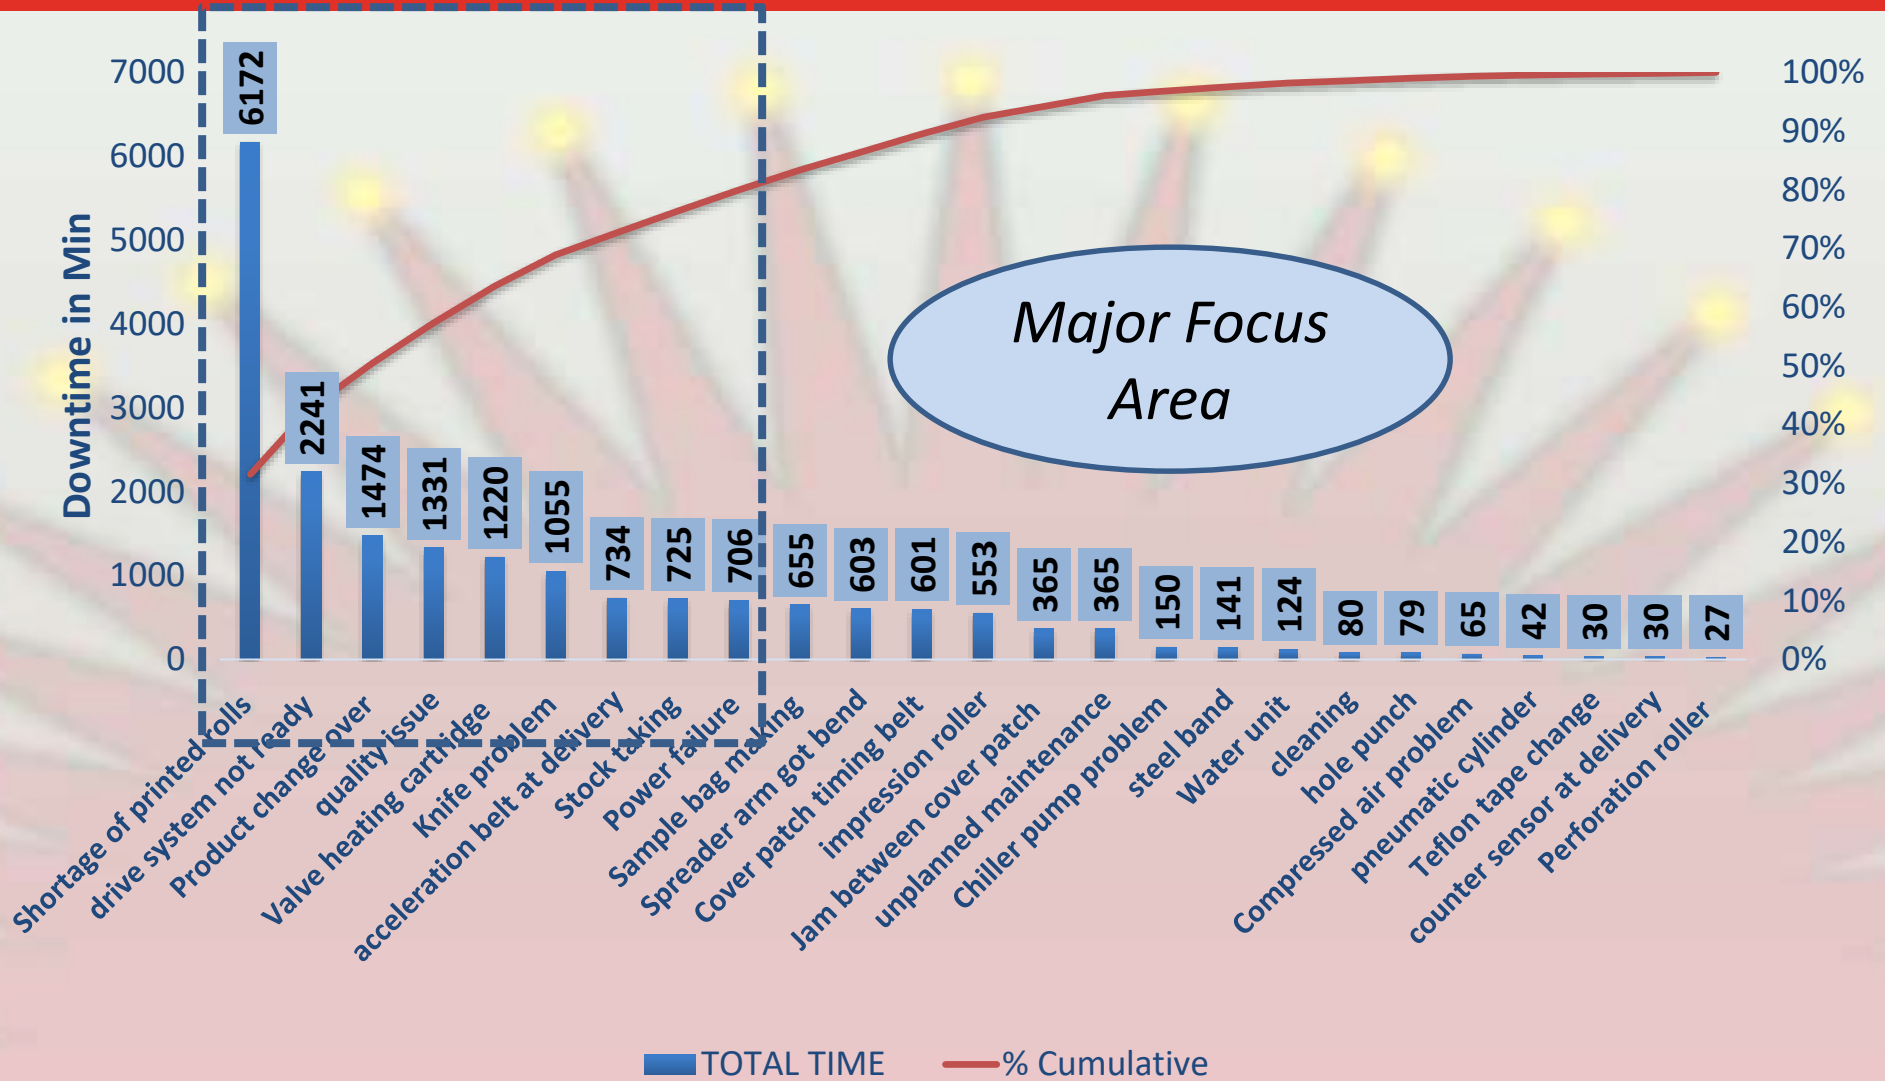 7000
6000
5000
4000
3000
2000
1000
0
Downtime in Min
100%
90%
80%
70%
60%
50%
40%
30%
20%
10%
0%
6172
2241
1474
1331
1220
1055
734
725
706
655
603
601
553
365
365
150
141
124
80
79
65
42
30
30
27
Major Focus
Area
Shortage of printed rolls
drive system not ready
Product change over
quality issue
Valve heating cartridge
Knife problem
acceleration belt at delivery
Stock taking
Power failure
Sample bag making
Spreader arm got bend
Cover patch timing belt
impression roller
Jam between cover patch
unplanned maintenance
Chiller pump problem
steel band
Water unit
cleaning
hole punch
Compressed air problem
pneumatic cylinder
Teflon tape change
counter sensor at delivery
Perforation roller
TOTAL TIME
% Cumulative